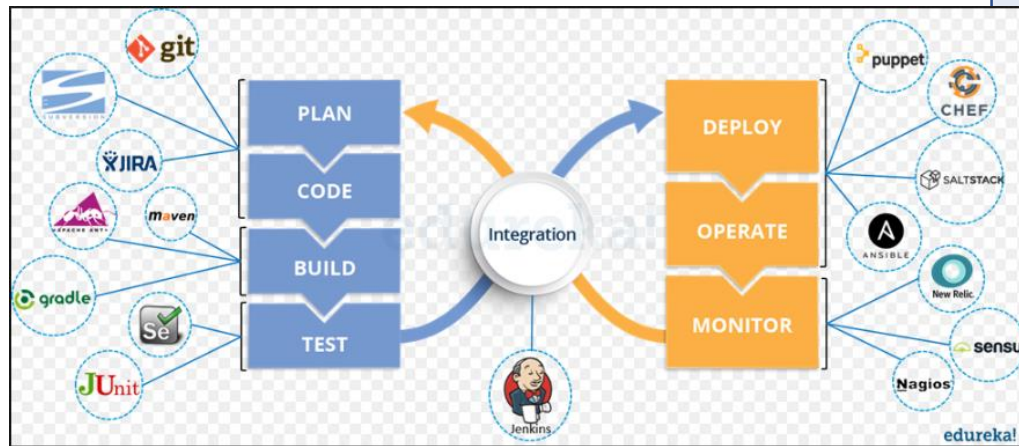 git
SUBVERSION
JIRA
APACHE ANT
maven
gradle
Se
JUnit
PLAN
CODE
BUILD
TEST
Integration
Jenkins
DEPLOY
OPERATE
MONITOR
puppet
CHEF
SALTSTACK
A
ANSIBLE
New Relic.
sensu
Nagios
edureka!